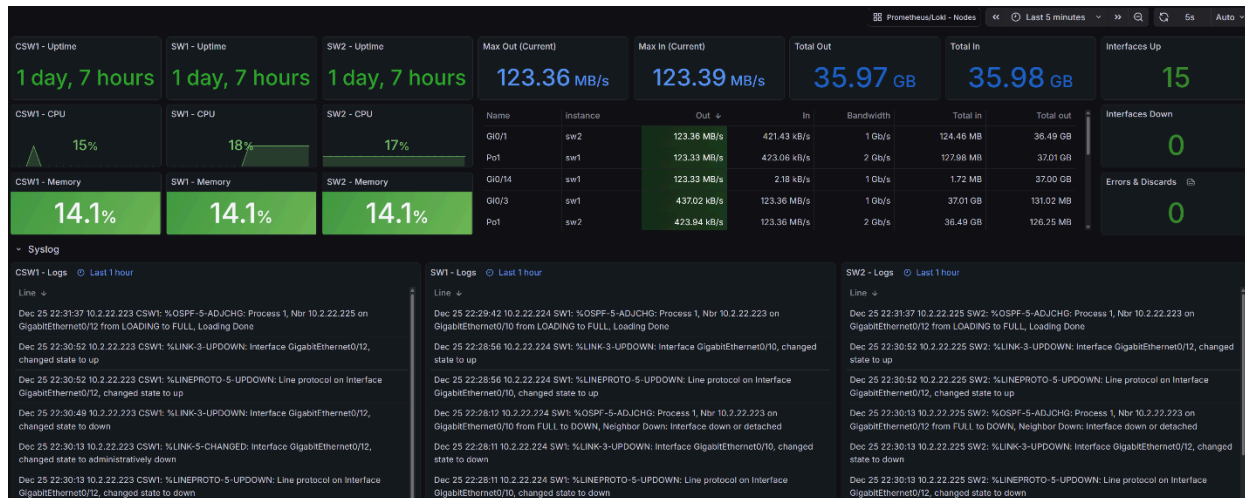 Prometheus/Loki - Nodes
Last 5 minutes
5s
Auto
CSW1 - Uptime
1 day, 7 hours
SW1 - Uptime
1 day, 7 hours
SW2 - Uptime
1 day, 7 hours
Max Out (Current)
123.36 MB/s
Max In (Current)
123.39 MB/s
Total Out
35.97 GB
Total In
35.98 GB
Interfaces Up
15
CSW1 - CPU
15%
SW1 - CPU
18%
SW2 - CPU
17%
Name instance Out ↓ In Bandwidth Total in Total out
Gi0/1 sw2 123.36 MB/s 421.43 kB/s 1 Gb/s 124.46 MB 36.49 GB
Po1 sw1 123.33 MB/s 423.06 kB/s 2 Gb/s 127.98 MB 37.01 GB
Gi0/14 sw1 123.33 MB/s 2.18 kB/s 1 Gb/s 1.72 MB 37.00 GB
Gi0/3 sw1 437.02 kB/s 123.36 MB/s 1 Gb/s 37.01 GB 131.02 MB
Po1 sw2 423.94 kB/s 123.36 MB/s 2 Gb/s 36.49 GB 126.25 MB
Interfaces Down
0
CSW1 - Memory
14.1%
SW1 - Memory
14.1%
SW2 - Memory
14.1%
Errors & Discards
0
Syslog
CSW1 - Logs Last 1 hour
Line ↓
Dec 25 22:31:37 10.2.22.223 CSW1: %OSPF-5-ADJCHG: Process 1, Nbr 10.2.22.225 on
GigabitEthernet0/12 from LOADING to FULL, Loading Done
Dec 25 22:30:52 10.2.22.223 CSW1: %LINK-3-UPDOWN: Interface GigabitEthernet0/12,
changed state to up
Dec 25 22:30:52 10.2.22.223 CSW1: %LINEPROTO-5-UPDOWN: Line protocol on Interface
GigabitEthernet0/12, changed state to up
Dec 25 22:30:49 10.2.22.223 CSW1: %LINK-3-UPDOWN: Interface GigabitEthernet0/12,
changed state to down
Dec 25 22:30:13 10.2.22.223 CSW1: %LINK-5-CHANGED: Interface GigabitEthernet0/12,
changed state to administratively down
Dec 25 22:30:13 10.2.22.223 CSW1: %LINEPROTO-5-UPDOWN: Line protocol on Interface
GigabitEthernet0/12, changed state to down
SW1 - Logs Last 1 hour
Line ↓
Dec 25 22:29:42 10.2.22.224 SW1: %OSPF-5-ADJCHG: Process 1, Nbr 10.2.22.223 on
GigabitEthernet0/10 from LOADING to FULL, Loading Done
Dec 25 22:28:56 10.2.22.224 SW1: %LINK-3-UPDOWN: Interface GigabitEthernet0/10, changed
state to up
Dec 25 22:28:56 10.2.22.224 SW1: %LINEPROTO-5-UPDOWN: Line protocol on Interface
GigabitEthernet0/10, changed state to up
Dec 25 22:28:12 10.2.22.224 SW1: %OSPF-5-ADJCHG: Process 1, Nbr 10.2.22.223 on
GigabitEthernet0/10 from FULL to DOWN, Neighbor Down: Interface down or detached
Dec 25 22:28:11 10.2.22.224 SW1: %LINK-3-UPDOWN: Interface GigabitEthernet0/10, changed
state to down
Dec 25 22:28:11 10.2.22.224 SW1: %LINEPROTO-5-UPDOWN: Line protocol on Interface
GigabitEthernet0/10, changed state to down
SW2 - Logs Last 1 hour
Line ↓
Dec 25 22:31:37 10.2.22.225 SW2: %OSPF-5-ADJCHG: Process 1, Nbr 10.2.22.223 on
GigabitEthernet0/12 from LOADING to FULL, Loading Done
Dec 25 22:30:52 10.2.22.225 SW2: %LINK-3-UPDOWN: Interface GigabitEthernet0/12, changed
state to up
Dec 25 22:30:52 10.2.22.225 SW2: %LINEPROTO-5-UPDOWN: Line protocol on Interface
GigabitEthernet0/12, changed state to up
Dec 25 22:30:13 10.2.22.225 SW2: %OSPF-5-ADJCHG: Process 1, Nbr 10.2.22.223 on
GigabitEthernet0/12 from FULL to DOWN, Neighbor Down: Interface down or detached
Dec 25 22:30:13 10.2.22.225 SW2: %LINK-3-UPDOWN: Interface GigabitEthernet0/12, changed
state to down
Dec 25 22:30:13 10.2.22.225 SW2: %LINEPROTO-5-UPDOWN: Line protocol on Interface
GigabitEthernet0/12, changed state to down